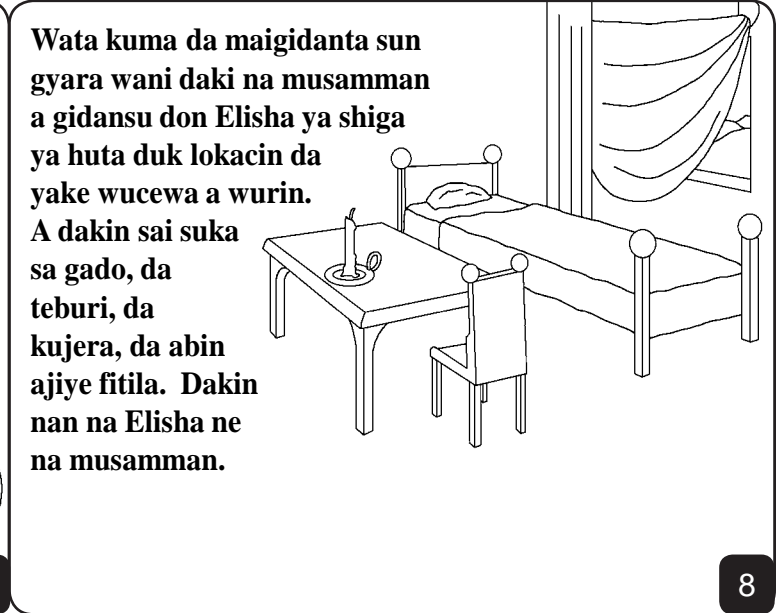 Wata kuma da maigidanta sun
gyara wani daki na musamman
a gidansu don Elisha ya shiga
ya huta duk lokacin da
yake wucewa a wurin.
A dakin sai suka
sa gado, da
teburi, da
kujera, da abin
ajiye fitila.  Dakin
nan na Elisha ne
na musamman.
8